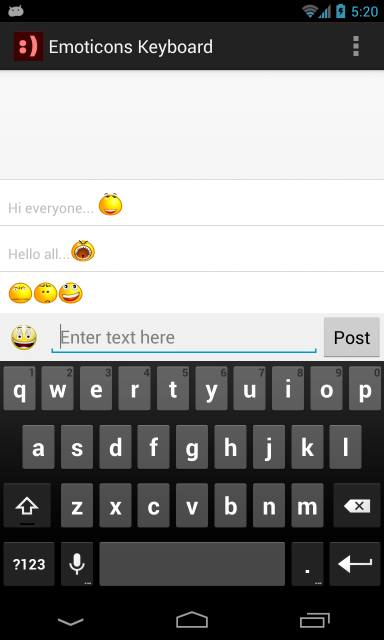 5:20
:) Emoticons Keyboard
Hi everyone...
Hello all...
Enter text here Post
1 2 3 4 5 6 7 8 9 0
q w e r t y u i o p
a s d f g h j k l
z x c v b n m
?123 . ...